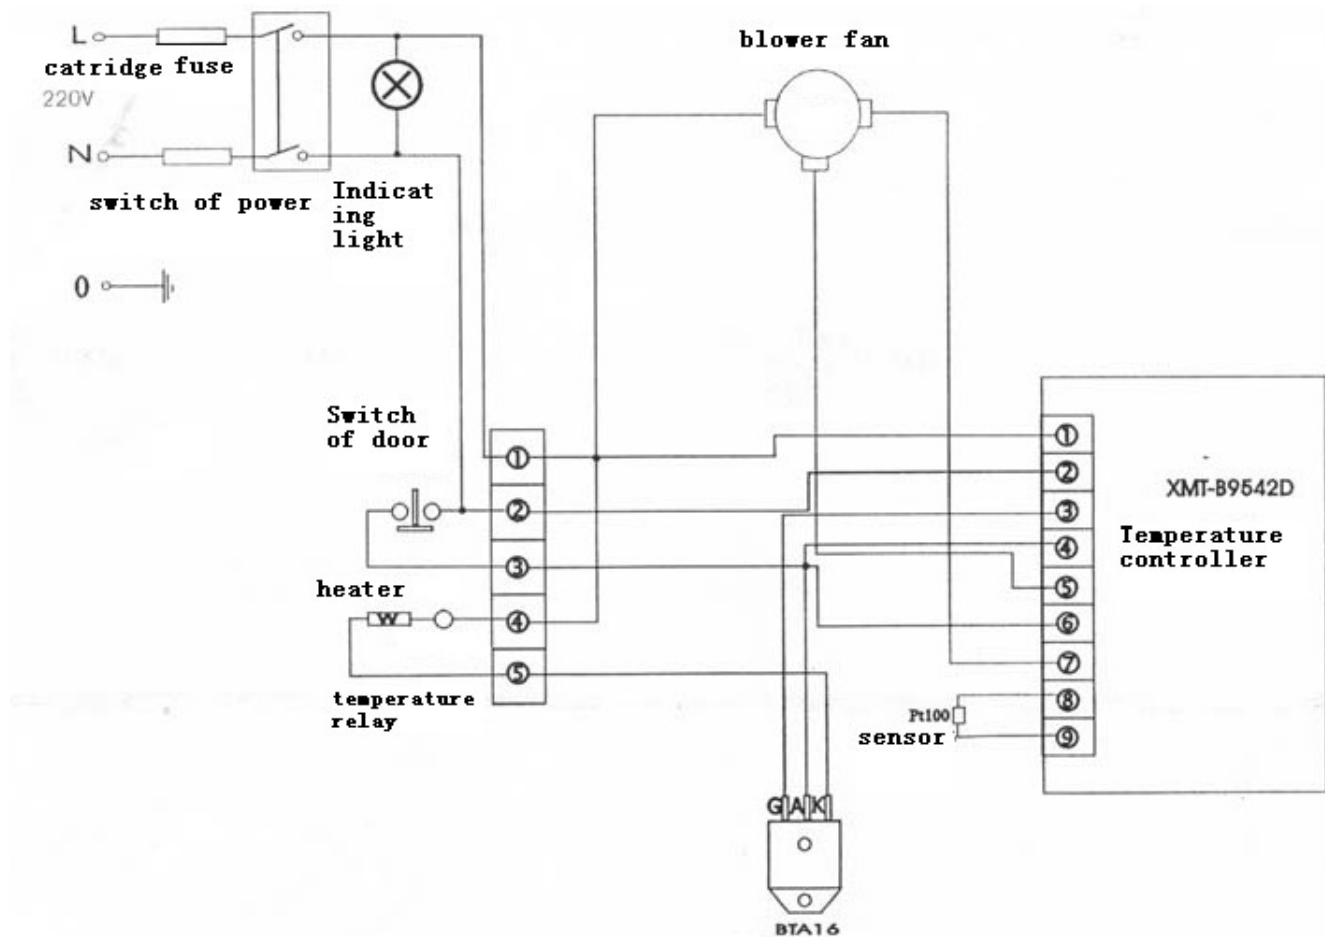 L
catridge fuse
220V
N
switch of power
Indicat
ing
light
0
blower fan
Switch
of door
heater
temperature
relay
①
②
③
④
⑤
①
②
③
④
⑤
⑥
⑦
⑧
⑨
XMT-B9542D
Temperature
controller
Pt100
sensor
G A K
BTA16